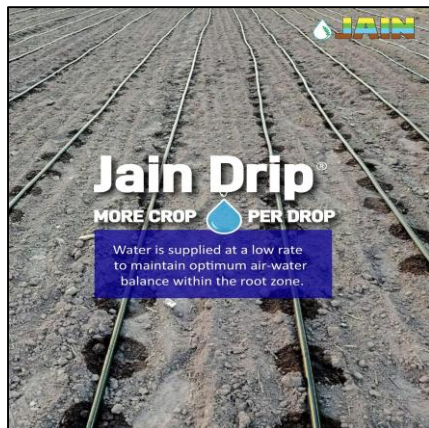 JAIN
Jain Drip®
MORE CROP PER DROP
Water is supplied at a low rate
to maintain optimum air-water
balance within the root zone.